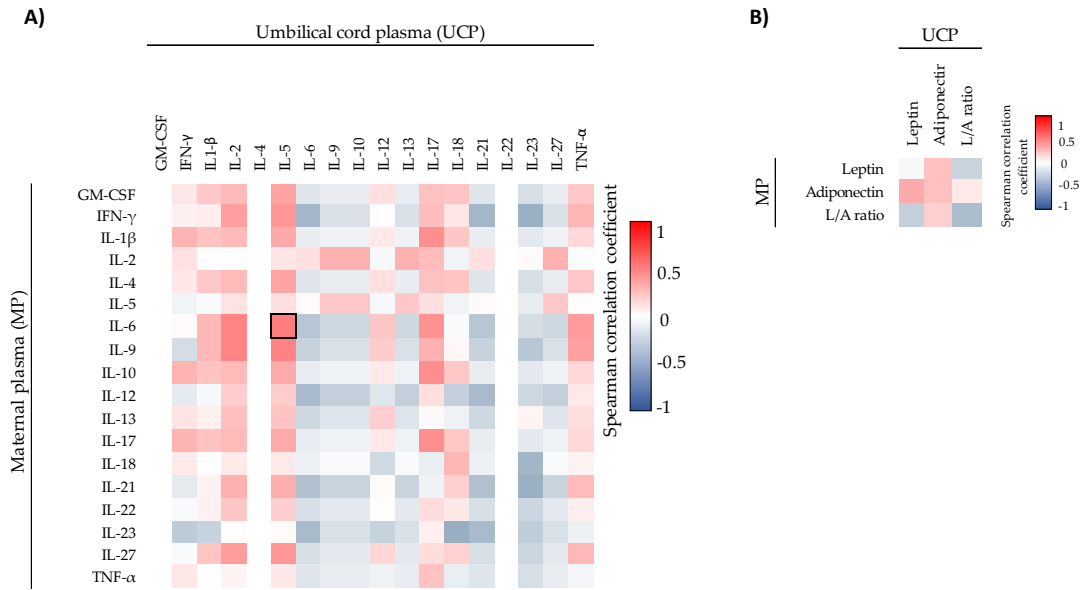 A)
Umbilical cord plasma (UCP)
GM-CSF
IFN-γ
IL1-β
IL-2
IL-4
IL-5
IL-6
IL-9
IL-10
IL-12
IL-13
IL-17
IL-18
IL-21
IL-22
IL-23
IL-27
TNF-α
Maternal plasma (MP)
GM-CSF
IFN-γ
IL-1β
IL-2
IL-4
IL-5
IL-6
IL-9
IL-10
IL-12
IL-13
IL-17
IL-18
IL-21
IL-22
IL-23
IL-27
TNF-α
Spearman correlation coefficient
1
0.5
0
-0.5
-1
B)
UCP
Leptin
Adiponectir
L/A ratio
MP
Leptin
Adiponectin
L/A ratio
Spearman correlation
coefficient
1
0.5
0
-0.5
-1